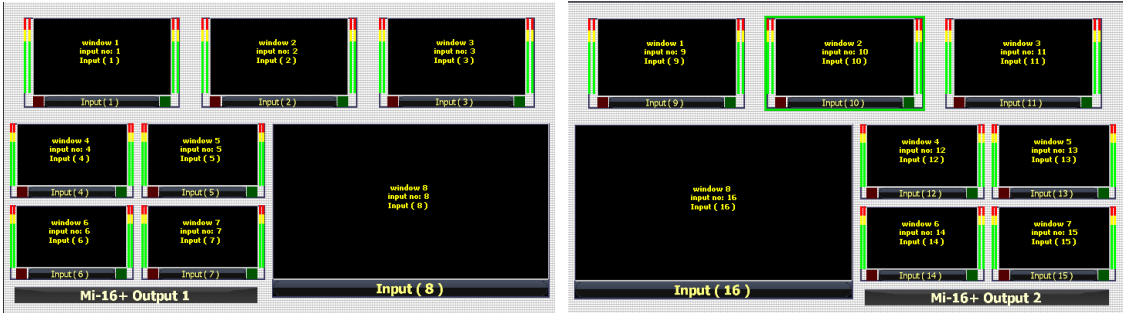 window 1
input no: 1
Input ( 1 )
Input ( 1 )
window 2
input no: 2
Input ( 2 )
Input ( 2 )
window 3
input no: 3
Input ( 3 )
Input ( 3 )
window 4
input no: 4
Input ( 4 )
Input ( 4 )
window 5
input no: 5
Input ( 5 )
Input ( 5 )
window 6
input no: 6
Input ( 6 )
Input ( 6 )
window 7
input no: 7
Input ( 7 )
Input ( 7 )
Mi-16+ Output 1
window 8
input no: 8
Input ( 8 )
Input ( 8 )
window 1
input no: 9
Input ( 9 )
Input ( 9 )
window 2
input no: 10
Input ( 10 )
Input ( 10 )
window 3
input no: 11
Input ( 11 )
Input ( 11 )
window 8
input no: 16
Input ( 16 )
Input ( 16 )
window 4
input no: 12
Input ( 12 )
Input ( 12 )
window 5
input no: 13
Input ( 13 )
Input ( 13 )
window 6
input no: 14
Input ( 14 )
Input ( 14 )
window 7
input no: 15
Input ( 15 )
Input ( 15 )
Mi-16+ Output 2